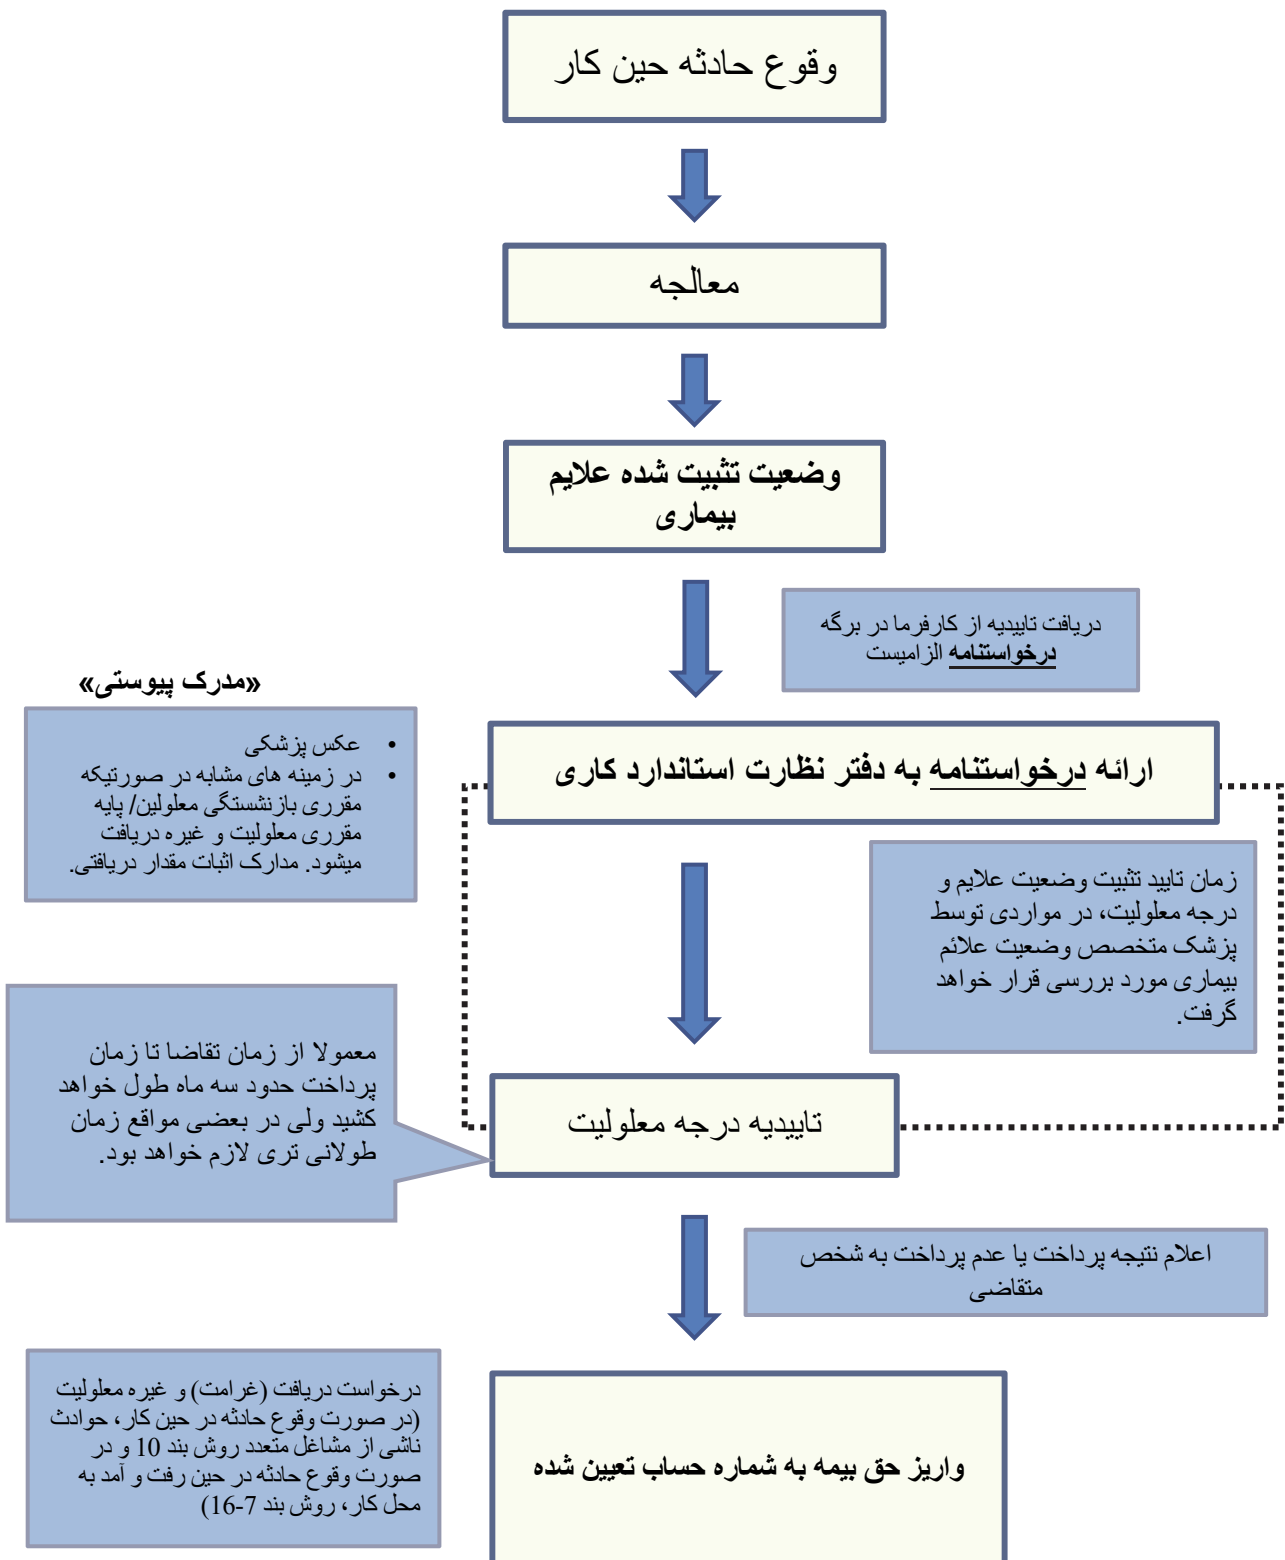 وقوع حادثه حین کار
معالجه
وضعیت تثبیت شده علایم
بیماری
دریافت تاییدیه از کارفرما در برگه
درخواستنامه الزامیست
«مدرک پیوستی»
• عکس پزشکی
• در زمینه های مشابه در صورتیکه
مقرری بازنشستگی معلولین/ پایه
مقرری معلولیت و غیره دریافت
میشود. مدارک اثبات مقدار دریافتی.
ارائه درخواستنامه به دفتر نظارت استاندارد کاری
زمان تایید تثبیت وضعیت علایم و
درجه معلولیت، در مواردی توسط
پزشک متخصص وضعیت علائم
بیماری مورد بررسی قرار خواهد
گرفت.
معمولا از زمان تقاضا تا زمان
پرداخت حدود سه ماه طول خواهد
کشید ولی در بعضی مواقع زمان
طولانی تری لازم خواهد بود.
تاییدیه درجه معلولیت
اعلام نتیجه پرداخت یا عدم پرداخت به شخص
متقاضی
درخواست دریافت (غرامت) و غیره معلولیت
(در صورت وقوع حادثه در حین کار، حوادث
ناشی از مشاغل متعدد روش بند 10 و در
صورت وقوع حادثه در حین رفت و آمد به
محل کار، روش بند 7-16)
واریز حق بیمه به شماره حساب تعیین شده